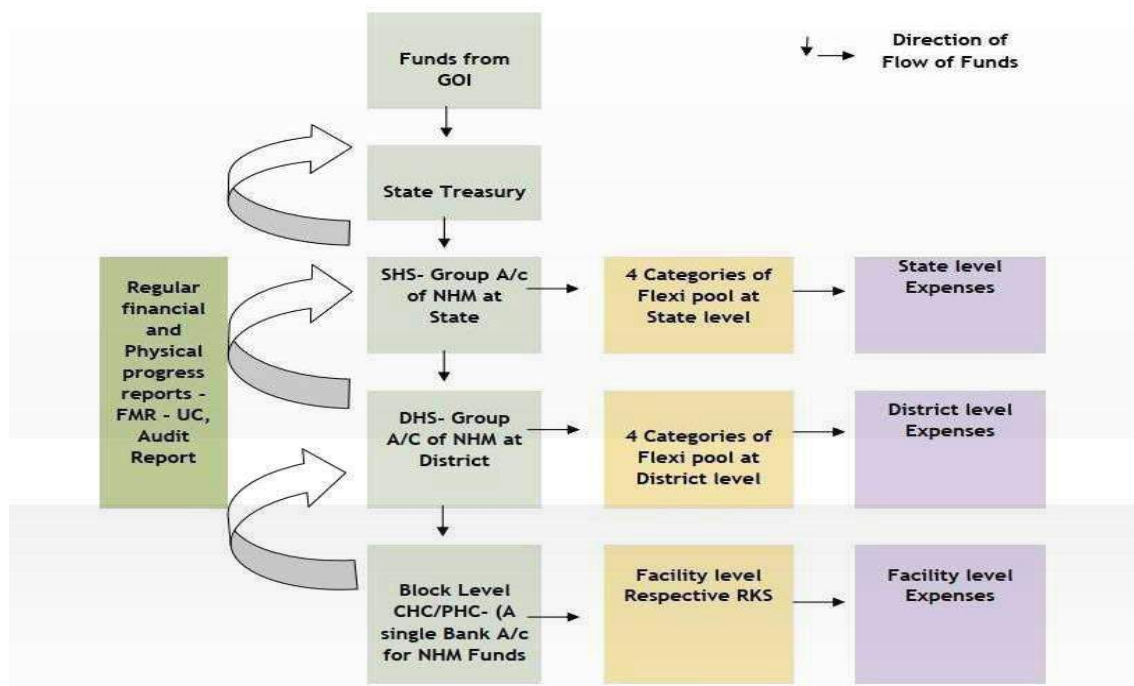 Funds from
GOI
Direction of
Flow of Funds
State Treasury
Regular
financial
and
Physical
progress
reports -
FMR - UC,
Audit
Report
SHS- Group A/c
of NHM at
State
4 Categories of
Flexi pool at
State level
State level
Expenses
DHS- Group
A/C of NHM at
District
4 Categories of
Flexi pool at
District level
District level
Expenses
Block Level
CHC/PHC- (A
single Bank A/c
for NHM Funds
Facility level
Respective RKS
Facility level
Expenses